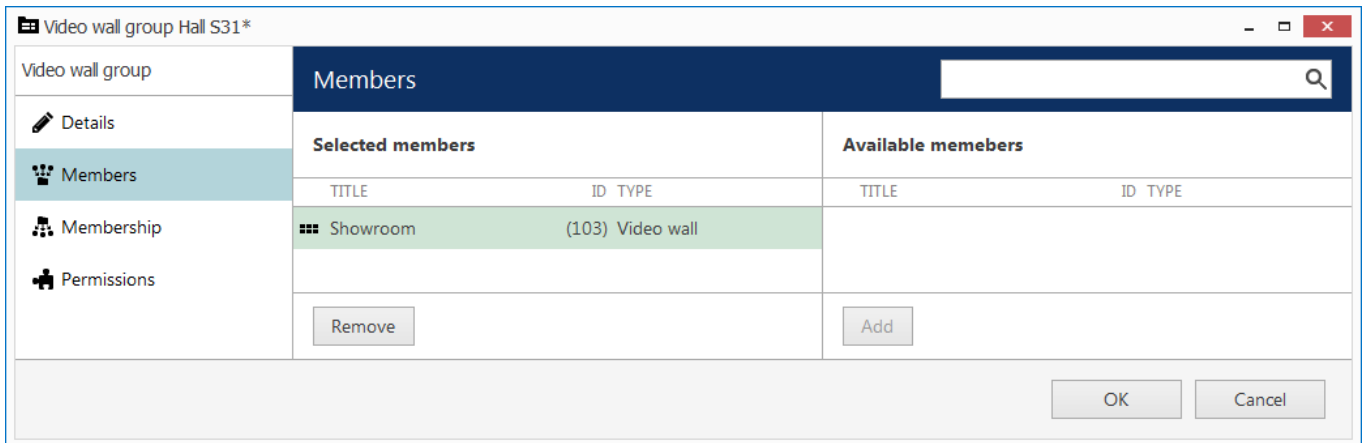 Video wall group Hall S31*
Video wall group
Details
Members
Membership
Permissions
Members
Selected members
TITLE ID TYPE
Showroom (103) Video wall
Remove
Available memebers
TITLE ID TYPE
Add
OK Cancel